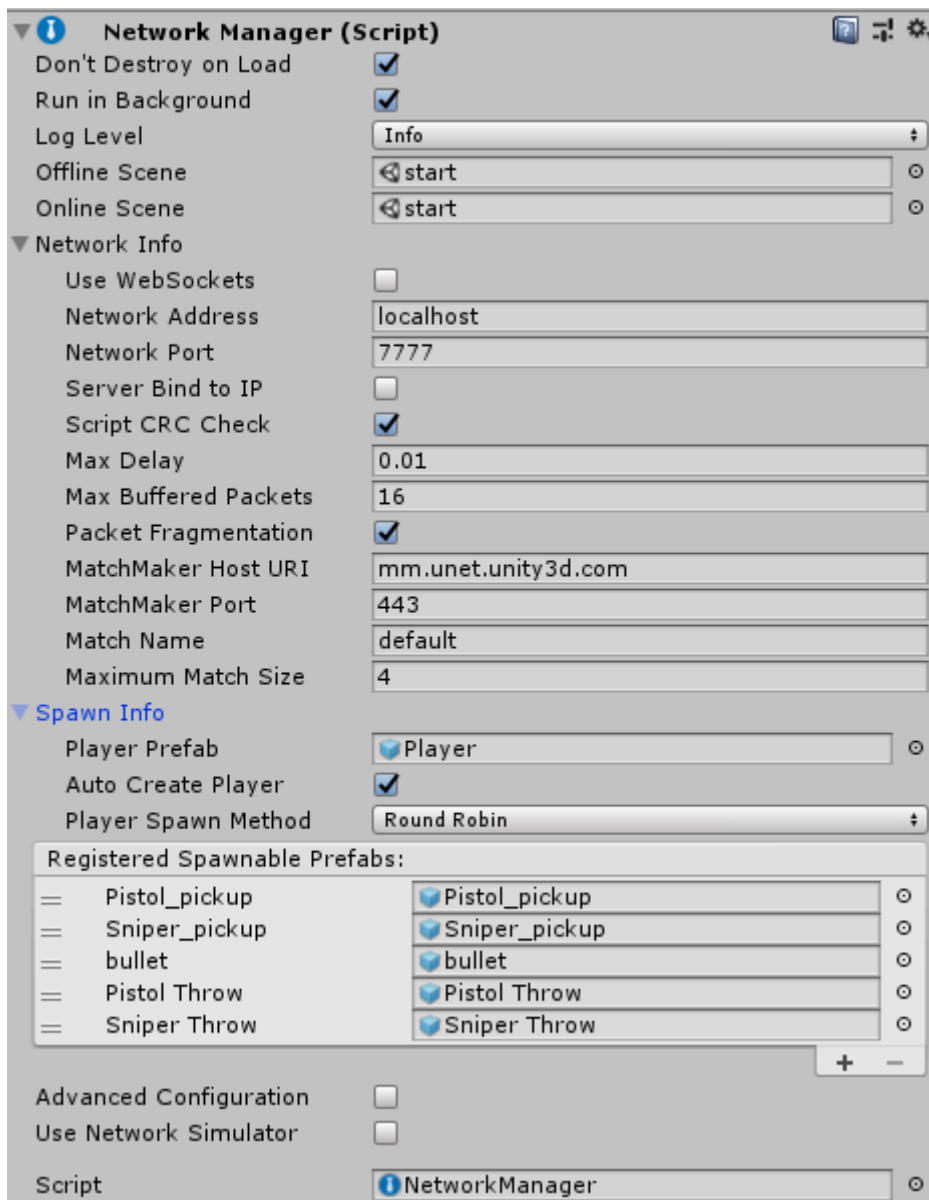 Network Manager (Script)
Don't Destroy on Load
Run in Background
Log Level Info
Offline Scene start
Online Scene start
Network Info
Use WebSockets
Network Address localhost
Network Port 7777
Server Bind to IP
Script CRC Check
Max Delay 0.01
Max Buffered Packets 16
Packet Fragmentation
MatchMaker Host URI mm.unet.unity3d.com
MatchMaker Port 443
Match Name default
Maximum Match Size 4
Spawn Info
Player Prefab Player
Auto Create Player
Player Spawn Method Round Robin
Registered Spawnable Prefabs:
Pistol_pickup Pistol_pickup
Sniper_pickup Sniper_pickup
bullet bullet
Pistol Throw Pistol Throw
Sniper Throw Sniper Throw
Advanced Configuration
Use Network Simulator
Script NetworkManager